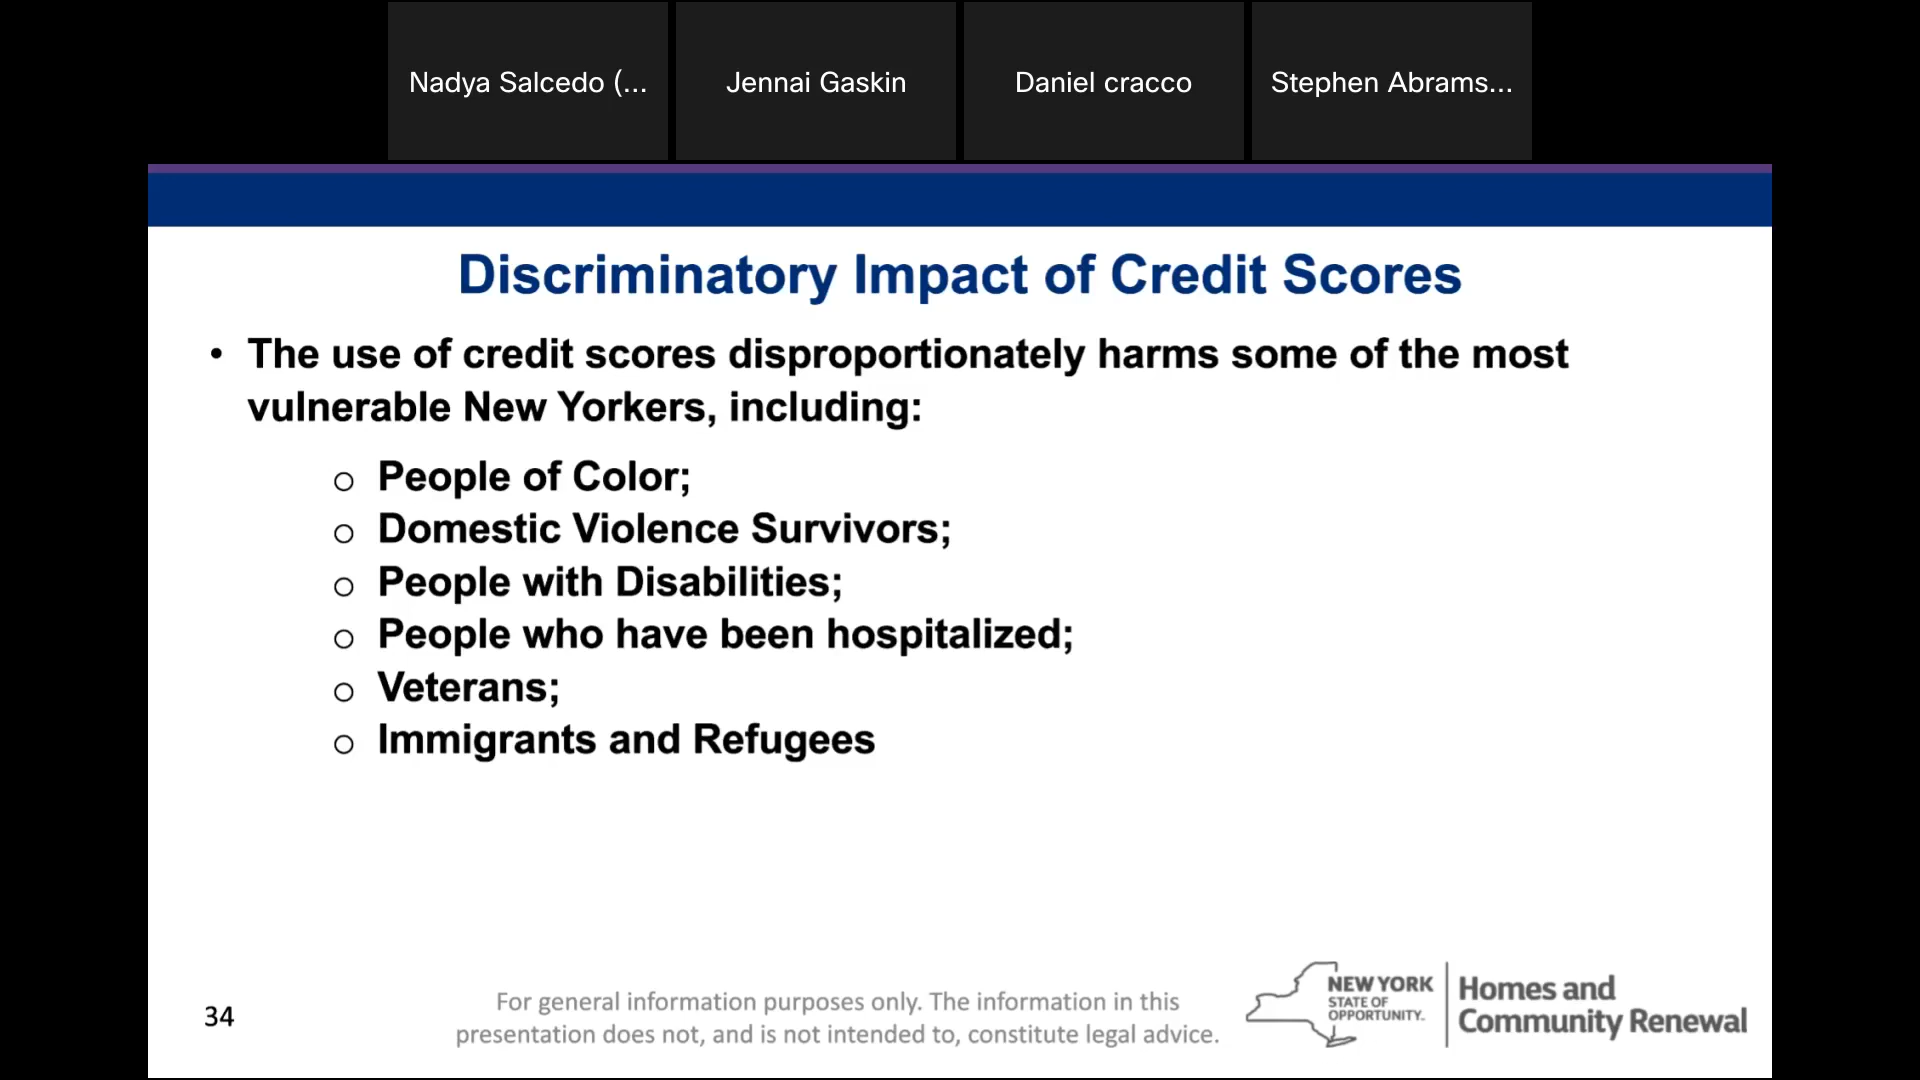 Nadya Salcedo (...
Jennai Gaskin
Daniel cracco
Stephen Abrams...
Discriminatory Impact of Credit Scores
• The use of credit scores disproportionately harms some of the most
vulnerable New Yorkers, including:
o People of Color;
o Domestic Violence Survivors;
o People with Disabilities;
o People who have been hospitalized;
o Veterans;
o Immigrants and Refugees
34
For general information purposes only. The information in this
presentation does not, and is not intended to, constitute legal advice.
NEW YORK
STATE OF
OPPORTUNITY.
Homes and
Community Renewal